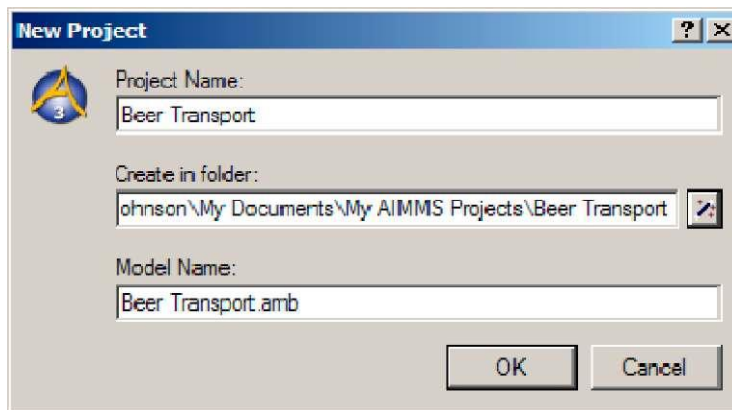 New Project
Project Name:
Beer Transport
Create in folder:
ohnson\My Documents\My AIMMS Projects\Beer Transport
Model Name:
Beer Transport.amb
OK Cancel